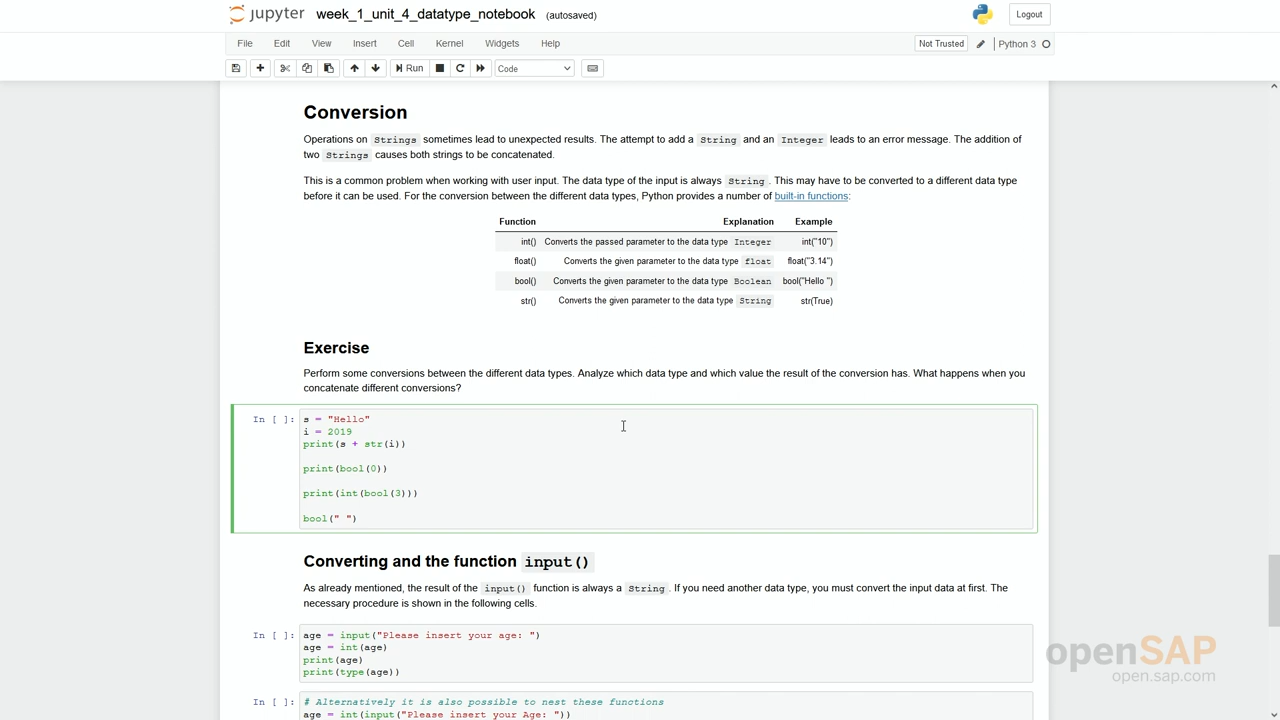 jupyter week_1_unit_4_datatype_notebook (autosaved) Logout
File Edit View Insert Cell Kernel Widgets Help Not Trusted Python 3
Run Code
Conversion
Operations on Strings sometimes lead to unexpected results. The attempt to add a String and an Integer leads to an error message. The addition of
two Strings causes both strings to be concatenated.
This is a common problem when working with user input. The data type of the input is always String. This may have to be converted to a different data type
before it can be used. For the conversion between the different data types, Python provides a number of built-in functions:
Function Explanation Example
int() Converts the passed parameter to the data type Integer int("10")
float() Converts the given parameter to the data type float float("3.14")
bool() Converts the given parameter to the data type Boolean bool("Hello ")
str() Converts the given parameter to the data type String str(True)
Exercise
Perform some conversions between the different data types. Analyze which data type and which value the result of the conversion has. What happens when you
concatenate different conversions?
In [ ]: s = "Hello"
i = 2019
print(s + str(i))
print(bool(0))
print(int(bool(3)))
bool(" ")
Converting and the function input()
As already mentioned, the result of the input() function is always a String. If you need another data type, you must convert the input data at first. The
necessary procedure is shown in the following cells.
In [ ]: age = input("Please insert your age: ")
age = int(age)
print(age)
print(type(age))
In [ ]: # Alternatively it is also possible to nest these functions
age = int(input("Please insert your Age: "))
openSAP
open.sap.com